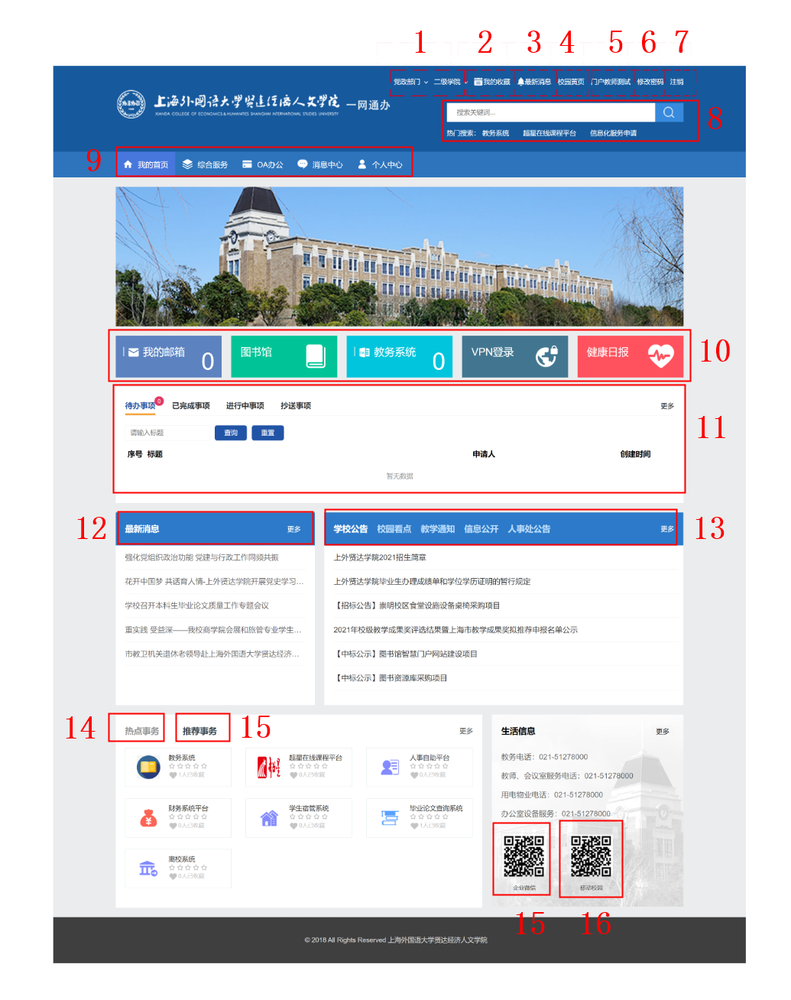 1 2 3 4 5 6 7
党政部门 二级学院 我的收藏 最新消息 校园黄页 门户教师测试 修改密码 注销
上海外国语大学贤达经济人文学院 一网通办
XIANDA COLLEGE OF ECONOMICS & HUMANITIES SHANGHAI INTERNATIONAL STUDIES UNIVERSITY
搜索关键词...
8
热门搜索： 教务系统 超星在线课程平台 信息化服务申请
9
我的首页 综合服务 OA办公 消息中心 个人中心
我的邮箱 0 图书馆 教务系统 0 VPN登录 健康日报
10
待办事项 0 已完成事项 进行中事项 抄送事项 更多
11
请输入标题 查询 重置
序号 标题 申请人 创建时间
暂无数据
12
最新消息 更多
强化党组织政治功能 党建与行政工作同频共振
花开中国梦 共话育人情-上外贤达学院开展党史学习...
学校召开本科生毕业论文质量工作专题会议
重实践 受益深——我校商学院会展和旅管专业学生...
市教卫机关退休老领导赴上海外国语大学贤达经济...
学校公告 校园看点 教学通知 信息公开 人事处公告 更多
13
上外贤达学院2021招生简章
上外贤达学院毕业生办理成绩单和学位学历证明的暂行规定
【招标公告】崇明校区食堂设施设备桌椅采购项目
2021年校级教学成果奖评选结果暨上海市教学成果奖拟推荐申报名单公示
【中标公示】图书馆智慧门户网站建设项目
【中标公示】图书资源库采购项目
14
热点事务 推荐事务 15 更多
教务系统
1人已收藏
超星在线课程平台
0人已收藏
人事自助平台
0人已收藏
财务系统平台
0人已收藏
学生宿管系统
0人已收藏
毕业论文查询系统
1人已收藏
离校系统
0人已收藏
生活信息 更多
教务电话：021-51278000
教师、会议室服务电话：021-51278000
用电物业电话：021-51278000
办公室设备服务：021-51278000
企业微信 移动校园
15 16
© 2018 All Rights Reserved 上海外国语大学贤达经济人文学院